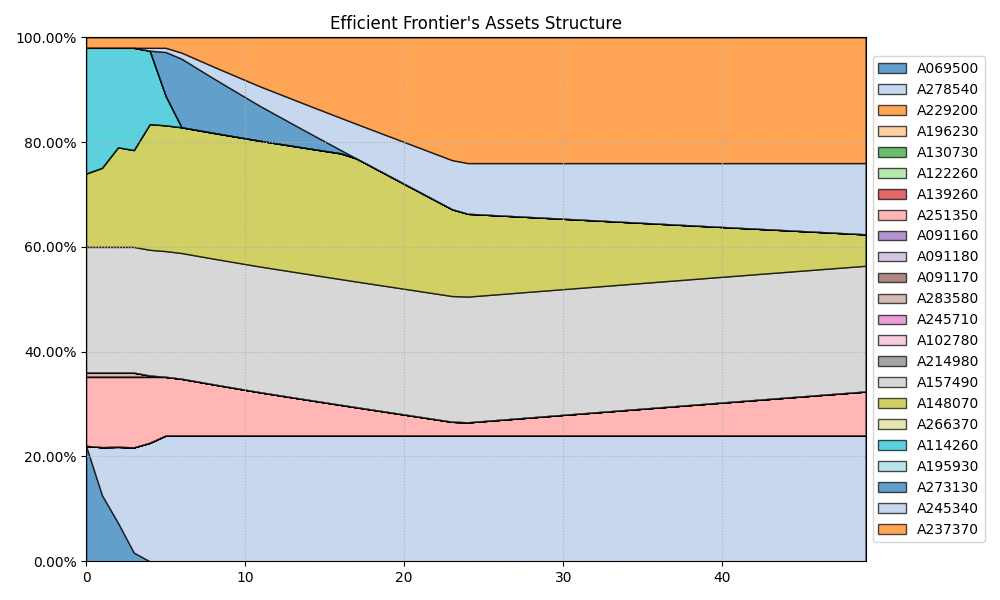 Efficient Frontier's Assets Structure
100.00%
80.00%
60.00%
40.00%
20.00%
0.00%
0
10
20
30
40
A069500
A278540
A229200
A196230
A130730
A122260
A139260
A251350
A091160
A091180
A091170
A283580
A245710
A102780
A214980
A157490
A148070
A266370
A114260
A195930
A273130
A245340
A237370